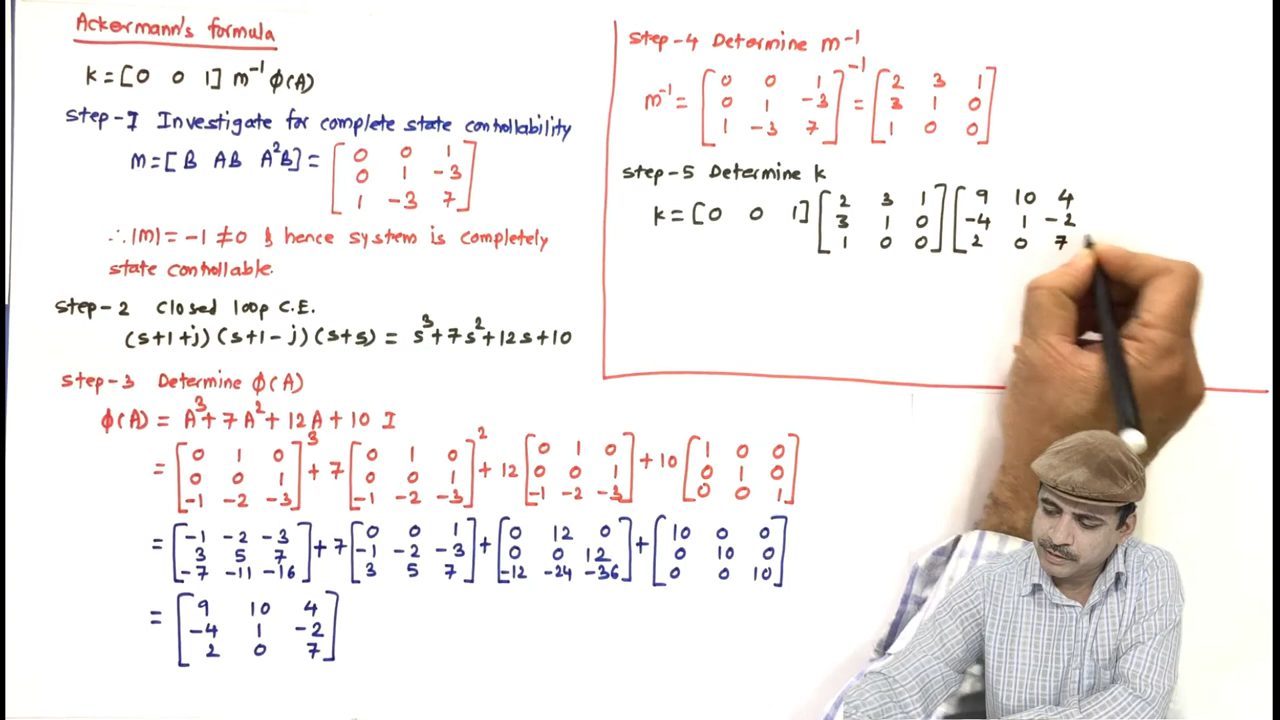 Ackermann's formula
k = [0 0 1] m⁻¹ ϕ(A)
Step-1 Investigate for complete state controllability
m = [B AB A²B] = [0 0 1
0 1 -3
1 -3 7]
∴ |m| = -1 ≠ 0 & hence system is completely
state controllable.
Step-2 Closed loop C.E.
(s+1+j)(s+1-j)(s+5) = s³+7s²+12s+10
Step-3 Determine ϕ(A)
ϕ(A) = A³+7A²+12A+10 I
= [0 1 0
0 0 1
-1 -2 -3]³ + 7 [0 1 0
0 0 1
-1 -2 -3]² + 12 [0 1 0
0 0 1
-1 -2 -3] + 10 [1 0 0
0 1 0
0 0 1]
= [-1 -2 -3
3 5 7
-7 -11 -16] + 7 [0 0 1
-1 -2 -3
3 5 7] + [0 12 0
0 0 12
-12 -24 -36] + [10 0 0
0 10 0
0 0 10]
= [9 10 4
-4 1 -2
2 0 7]
Step-4 Determine m⁻¹
m⁻¹ = [0 0 1
0 1 -3
1 -3 7]⁻¹ = [2 3 1
3 1 0
1 0 0]
Step-5 Determine k
k = [0 0 1] [2 3 1
3 1 0
1 0 0] [9 10 4
-4 1 -2
2 0 7